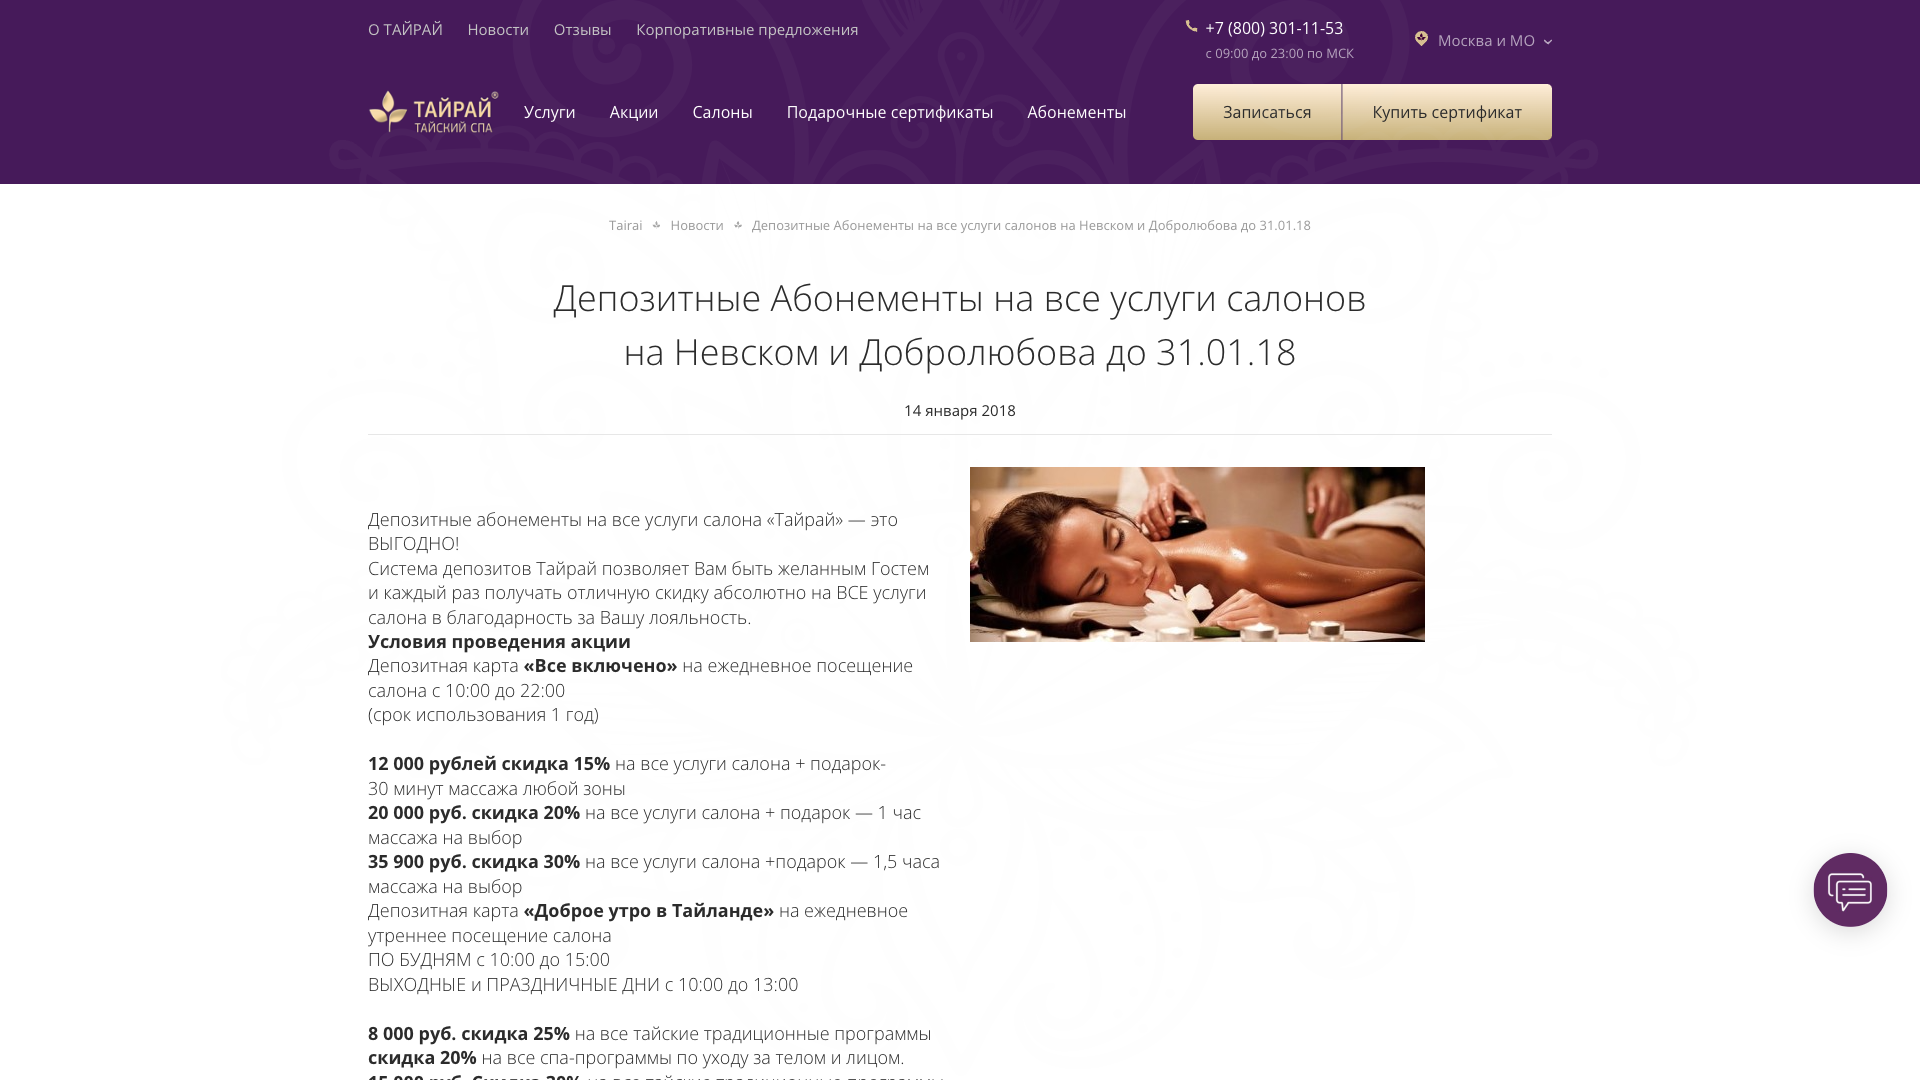 О ТАЙРАЙ Новости Отзывы Корпоративные предложения
+7 (800) 301-11-53
с 09:00 до 23:00 по МСК
Москва и МО
ТАЙРАЙ®
ТАЙСКИЙ СПА
Услуги Акции Салоны Подарочные сертификаты Абонементы
Записаться Купить сертификат
Tairai Новости Депозитные Абонементы на все услуги салонов на Невском и Добролюбова до 31.01.18
Депозитные Абонементы на все услуги салонов
на Невском и Добролюбова до 31.01.18
14 января 2018
Депозитные абонементы на все услуги салона «Тайрай» — это
ВЫГОДНО!
Система депозитов Тайрай позволяет Вам быть желанным Гостем
и каждый раз получать отличную скидку абсолютно на ВСЕ услуги
салона в благодарность за Вашу лояльность.
Условия проведения акции
Депозитная карта «Все включено» на ежедневное посещение
салона с 10:00 до 22:00
(срок использования 1 год)
12 000 рублей скидка 15% на все услуги салона + подарок-
30 минут массажа любой зоны
20 000 руб. скидка 20% на все услуги салона + подарок — 1 час
массажа на выбор
35 900 руб. скидка 30% на все услуги салона +подарок — 1,5 часа
массажа на выбор
Депозитная карта «Доброе утро в Тайланде» на ежедневное
утреннее посещение салона
ПО БУДНЯМ с 10:00 до 15:00
ВЫХОДНЫЕ и ПРАЗДНИЧНЫЕ ДНИ с 10:00 до 13:00
8 000 руб. скидка 25% на все тайские традиционные программы
скидка 20% на все спа-программы по уходу за телом и лицом.
15 000 руб. Скидка 30% на все тайские традиционные программы